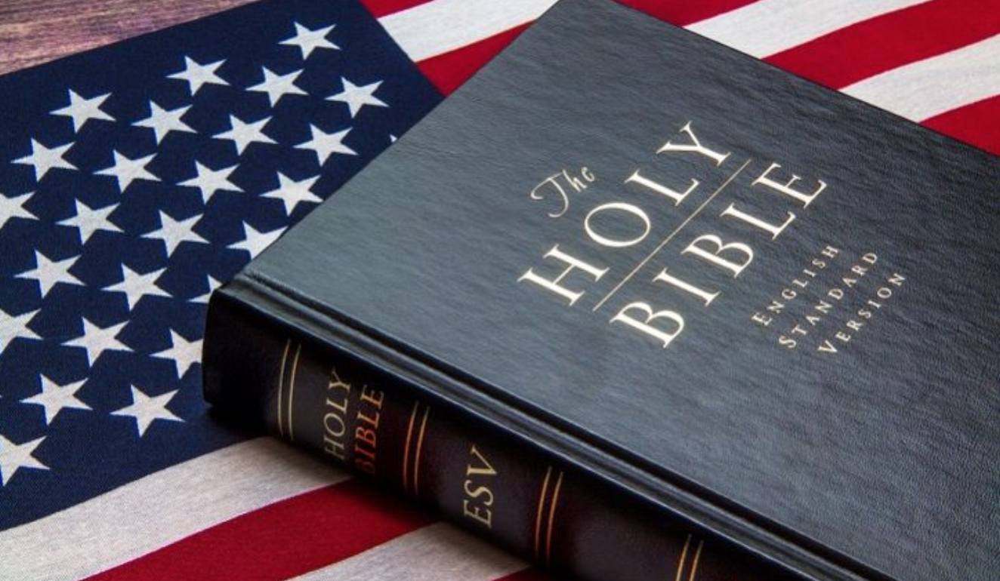 The
HOLY
BIBLE
ENGLISH
STANDARD
VERSION
HOLY
BIBLE
ESV